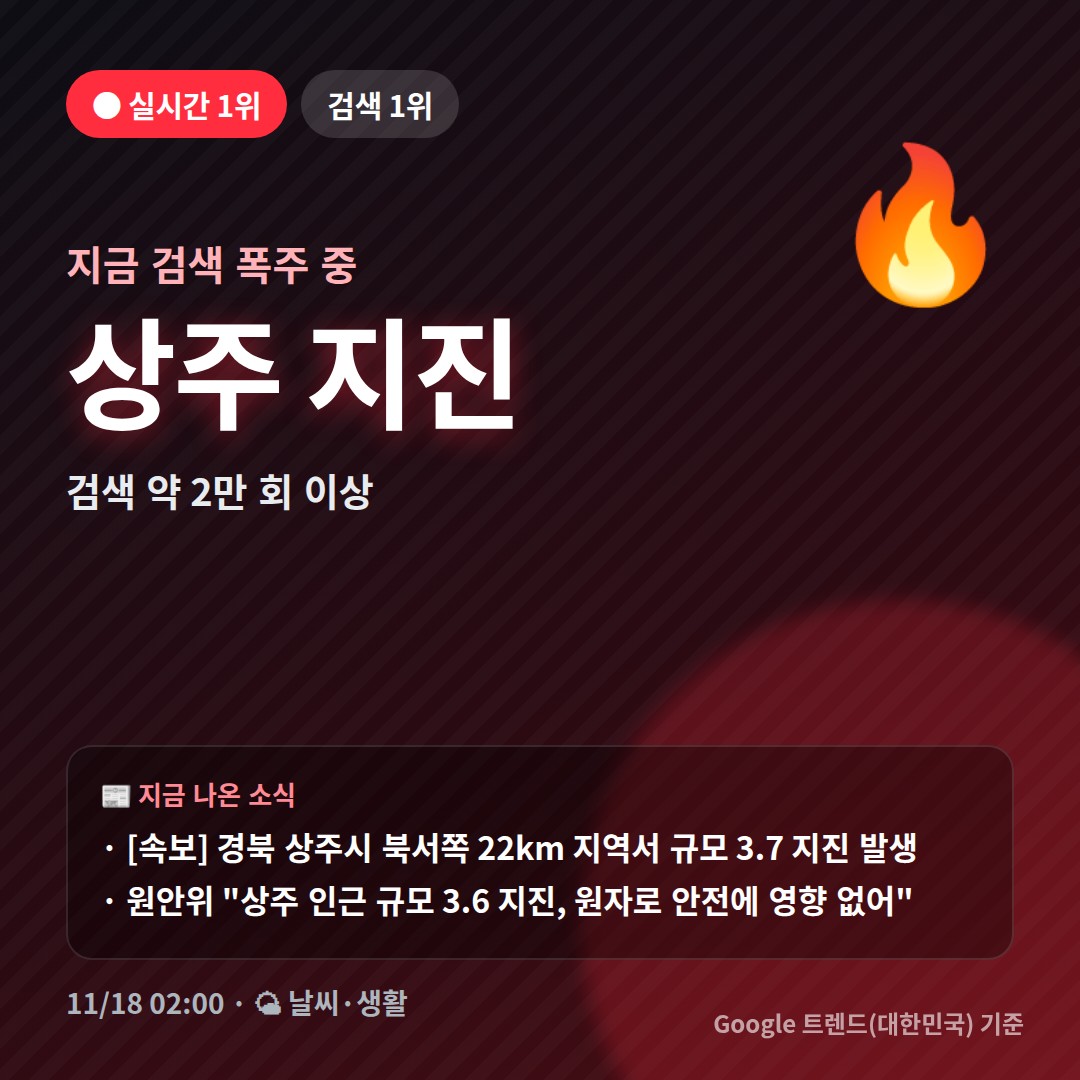 실시간 1위
검색 1위
지금 검색 폭주 중
상주 지진
검색 약 2만 회 이상
📰 지금 나온 소식
· [속보] 경북 상주시 북서쪽 22km 지역서 규모 3.7 지진 발생
· 원안위 "상주 인근 규모 3.6 지진, 원자로 안전에 영향 없어"
11/18 02:00 · 🌤 날씨·생활
Google 트렌드(대한민국) 기준